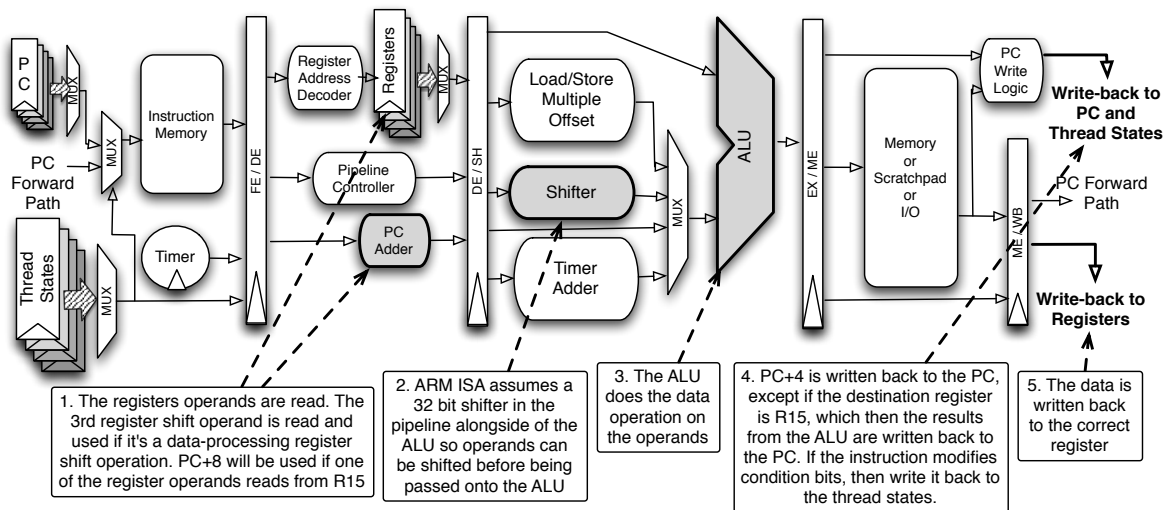 PC
MUX
PC
Forward
Path
MUX
Instruction
Memory
Thread
States
MUX
Timer
FE / DE
Register
Address
Decoder
Registers
MUX
Pipeline
Controller
PC
Adder
DE / SH
Load/Store
Multiple
Offset
Shifter
Timer
Adder
MUX
ALU
EX / ME
Memory
or
Scratchpad
or
I/O
PC
Write
Logic
Write-back to
PC and
Thread States
ME / WB
PC Forward
Path
Write-back to
Registers
1. The registers operands are read. The
3rd register shift operand is read and
used if it's a data-processing register
shift operation. PC+8 will be used if one
of the register operands reads from R15
2. ARM ISA assumes a
32 bit shifter in the
pipeline alongside of the
ALU so operands can
be shifted before being
passed onto the ALU
3. The ALU
does the data
operation on
the operands
4. PC+4 is written back to the PC,
except if the destination register
is R15, which then the results
from the ALU are written back to
the PC. If the instruction modifies
condition bits, then write it back to
the thread states.
5. The data is
written back
to the correct
register